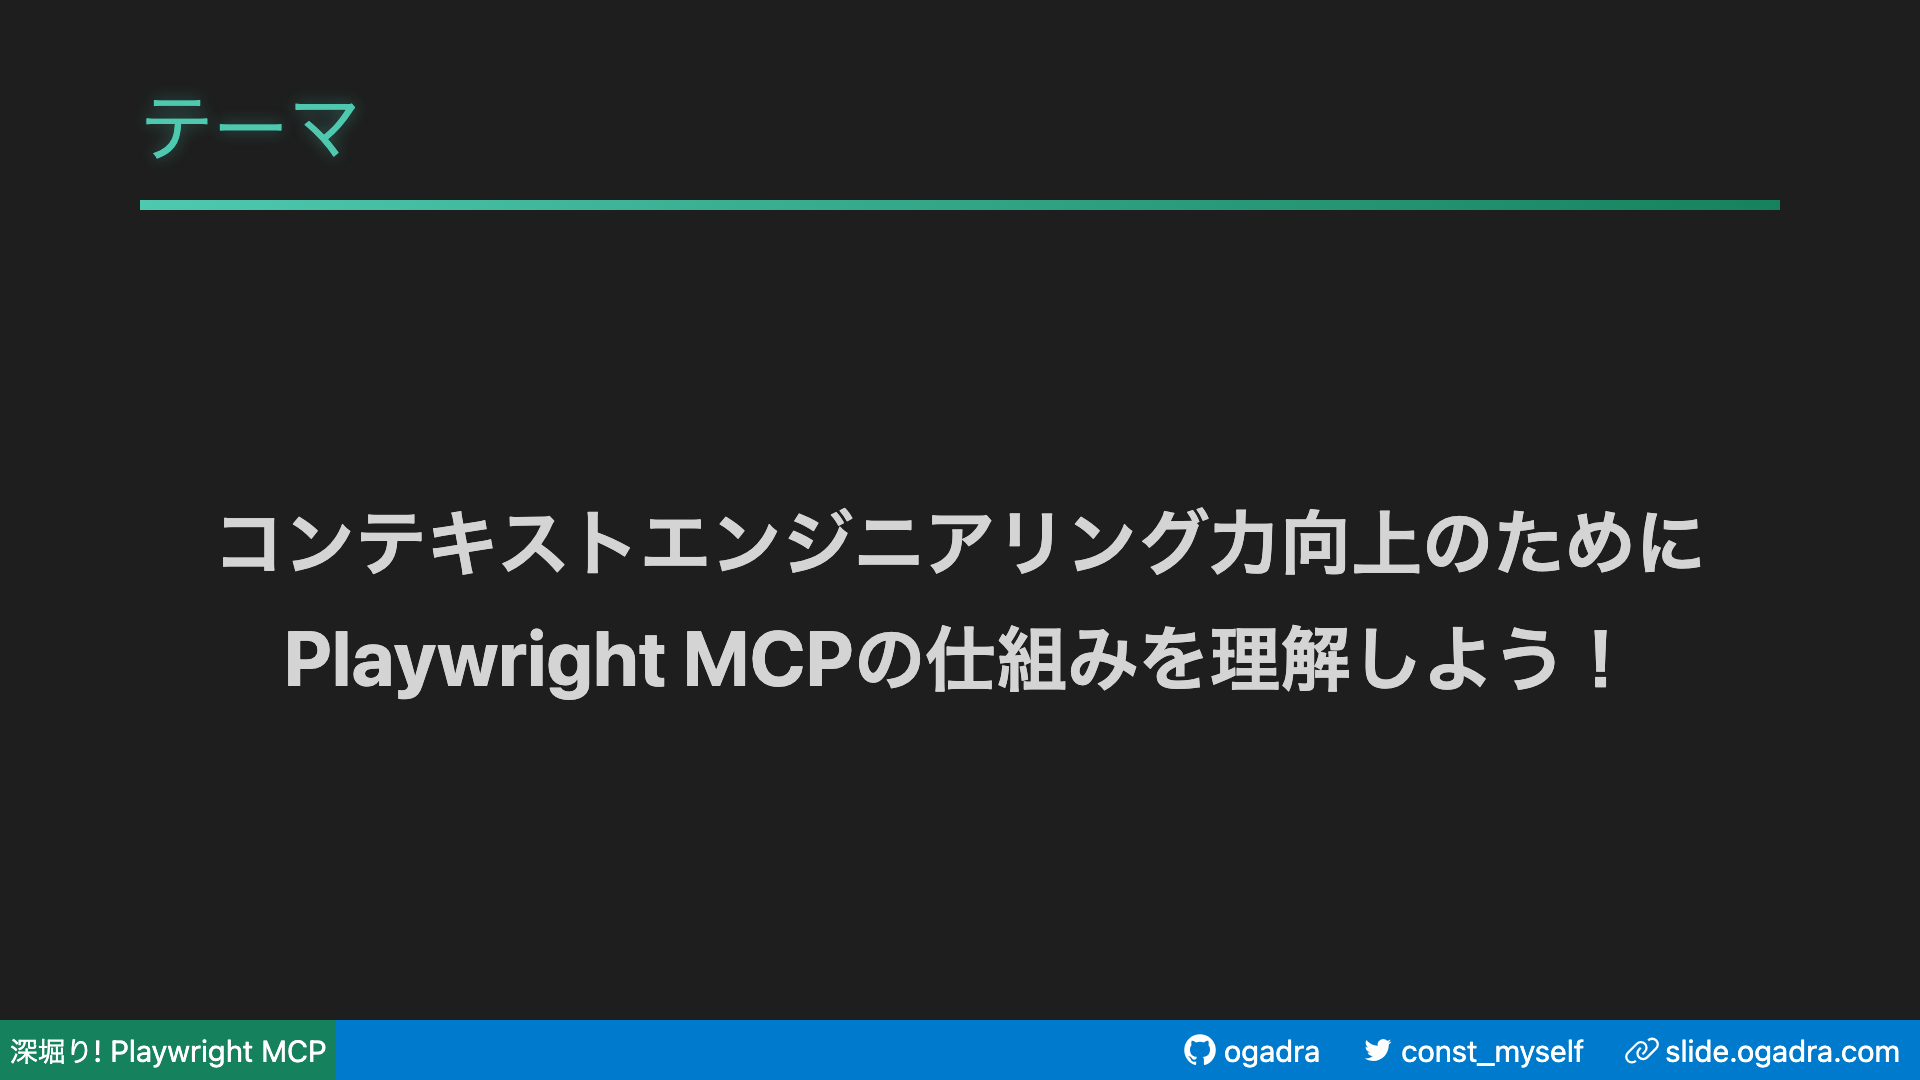 テーマ
コンテキストエンジニアリング力向上のために
Playwright MCPの仕組みを理解しよう！
深堀り! Playwright MCP
ogadra
const_myself
slide.ogadra.com